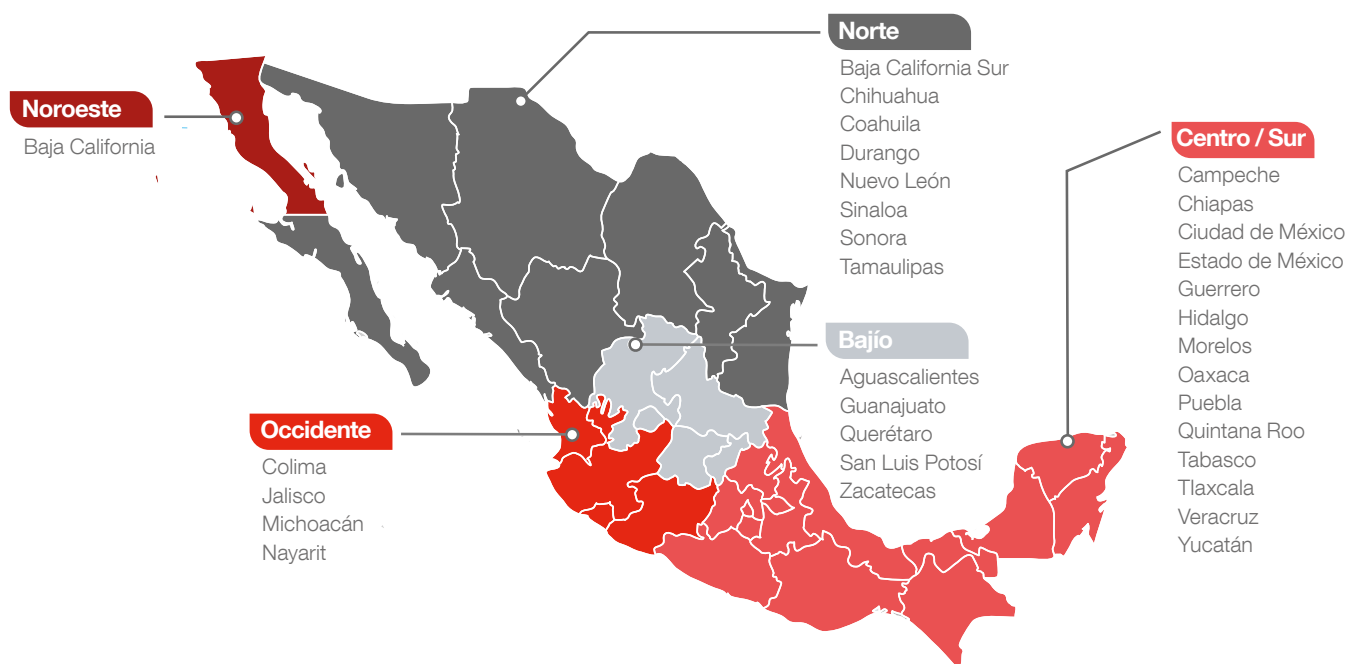 Noroeste
Baja California
Norte
Baja California Sur
Chihuahua
Coahuila
Durango
Nuevo León
Sinaloa
Sonora
Tamaulipas
Centro / Sur
Campeche
Chiapas
Ciudad de México
Estado de México
Guerrero
Hidalgo
Morelos
Oaxaca
Puebla
Quintana Roo
Tabasco
Tlaxcala
Veracruz
Yucatán
Bajío
Aguascalientes
Guanajuato
Querétaro
San Luis Potosí
Zacatecas
Occidente
Colima
Jalisco
Michoacán
Nayarit